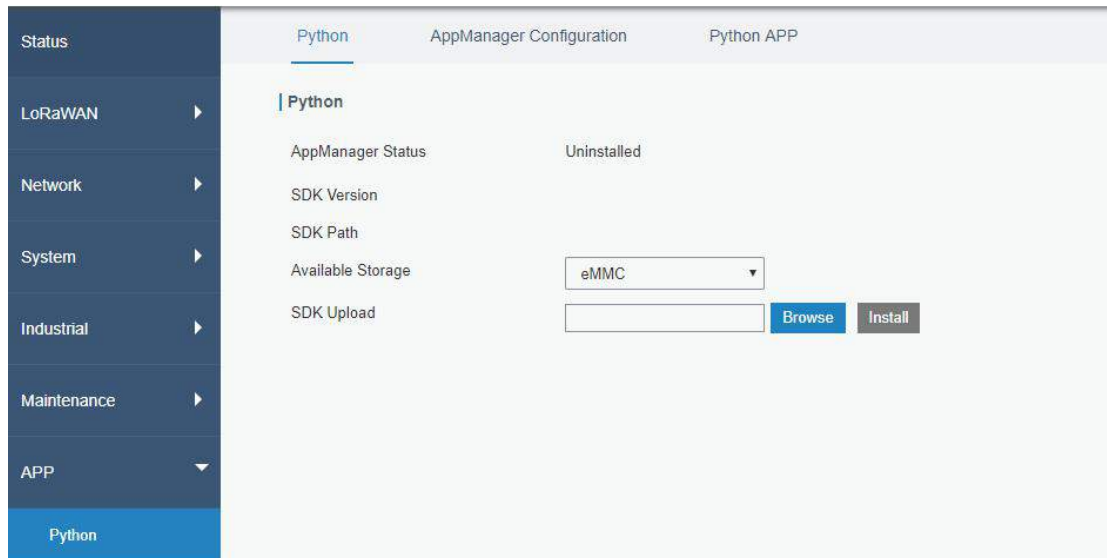 Status
LoRaWAN
Network
System
Industrial
Maintenance
APP
Python
Python AppManager Configuration Python APP
Python
AppManager Status Uninstalled
SDK Version
SDK Path
Available Storage eMMC
SDK Upload Browse Install